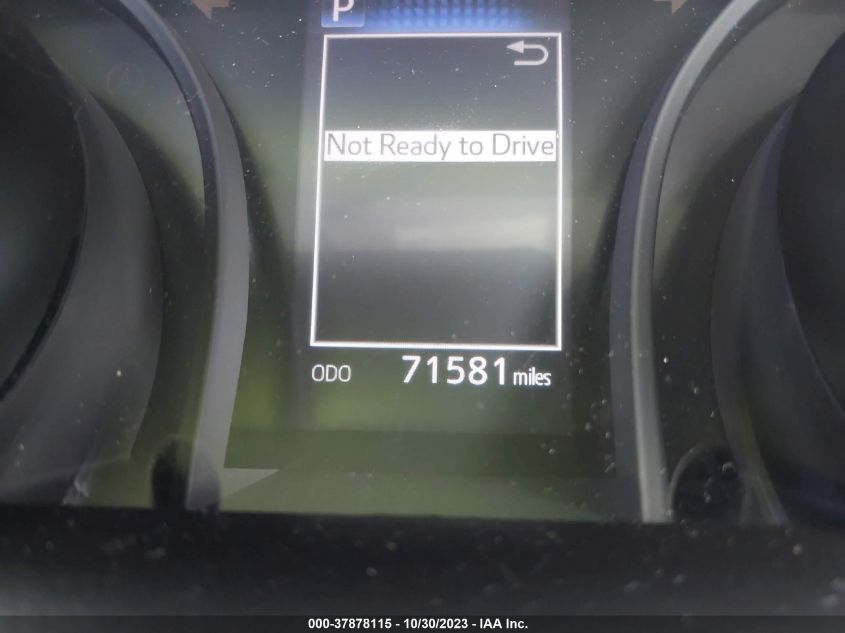 P
Not Ready to Drive
ODO 71581 miles
000-37878115 - 10/30/2023 - IAA Inc.